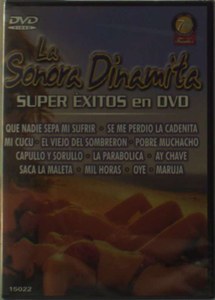 DVD
La
Sonora Dinamita
SUPER EXITOS en DVD
QUE NADIE SEPA MI SUFRIR SE ME PERDIO LA CADENITA
MI CUCU EL VIEJO DEL SOMBRERON POBRE MUCHACHO
CAPULLO Y SORULLO LA PARABOLICA AY CHAVE
SACA LA MALETA MIL HORAS OYE MARUJA
15022